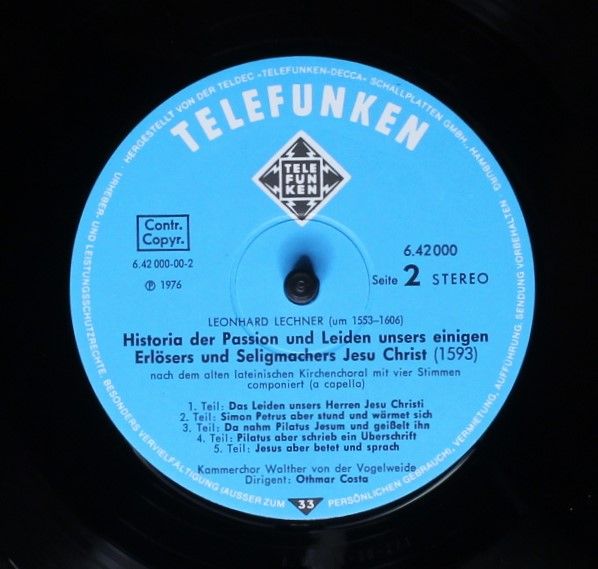 HERGESTELLT VON DER TELDEC »TELEFUNKEN-DECCA« SCHALLPLATTEN GMBH., HAMBURG
URHEBER- UND LEISTUNGSSCHUTZRECHTE, BESONDERS VERVIELFÄLTIGUNG (AUSSER ZUM PERSÖNLICHEN GEBRAUCH), VERMIETUNG, AUFFÜHRUNG, SENDUNG VORBEHALTEN
TELEFUNKEN
TELE
FUN
KEN
Contr.
Copyr.
6.42 000-00-2
℗ 1976
6.42 000
Seite 2 STEREO
LEONHARD LECHNER (um 1553–1606)
Historia der Passion und Leiden unsers einigen
Erlösers und Seligmachers Jesu Christ (1593)
nach dem alten lateinischen Kirchenchoral mit vier Stimmen
componiert (a capella)
1. Teil: Das Leiden unsers Herren Jesu Christi
2. Teil: Simon Petrus aber stund und wärmet sich
3. Teil: Da nahm Pilatus Jesum und geißelt ihn
4. Teil: Pilatus aber schrieb ein Überschrift
5. Teil: Jesus aber betet und sprach
Kammerchor Walther von der Vogelweide
Dirigent: Othmar Costa
33